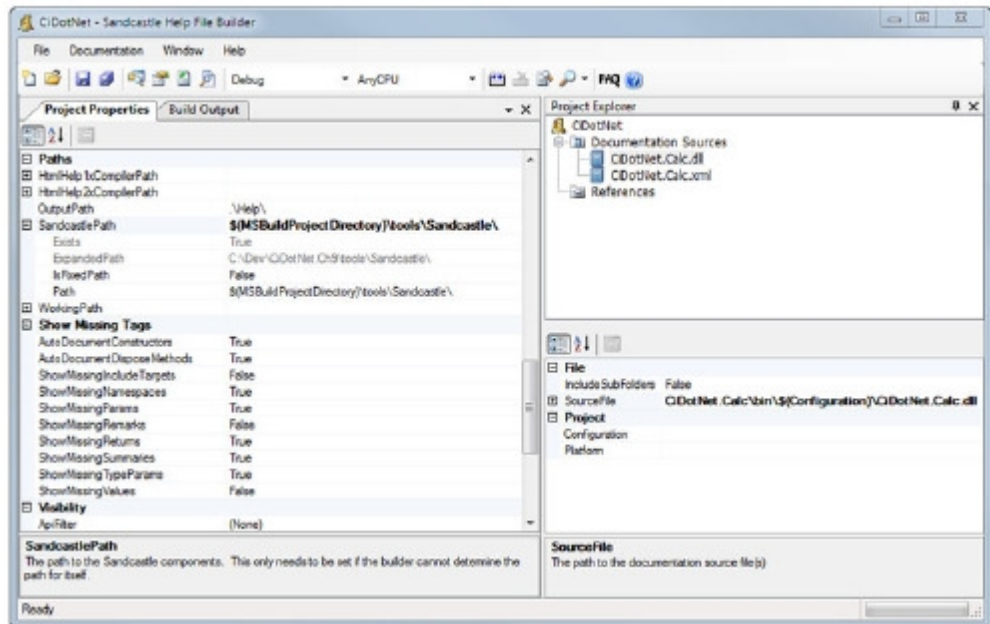 CiDotNet - Sandcastle Help File Builder
File Documentation Window Help
Debug AnyCPU FAQ
Project Properties Build Output
Paths
HtmlHelp1xCompilerPath
HtmlHelp2xCompilerPath
OutputPath .\Help\
SandcastlePath $(MSBuildProjectDirectory)\tools\Sandcastle\
Exists True
ExpandedPath C:\Dev\CiDotNet.Ch9\tools\Sandcastle\
IsFixedPath False
Path $(MSBuildProjectDirectory)\tools\Sandcastle\
WorkingPath
Show Missing Tags
AutoDocumentConstructors True
AutoDocumentDisposeMethods True
ShowMissingIncludeTargets False
ShowMissingNamespaces True
ShowMissingParams True
ShowMissingRemarks False
ShowMissingReturns True
ShowMissingSummaries True
ShowMissingTypeParams True
ShowMissingValues False
Visibility
ApiFilter (None)
SandcastlePath
The path to the Sandcastle components. This only needs to be set if the builder cannot determine the
path for itself.
Project Explorer
CiDotNet
Documentation Sources
CiDotNet.Calc.dll
CiDotNet.Calc.xml
References
File
IncludeSubFolders False
SourceFile CiDotNet.Calc\bin\$(Configuration)\CiDotNet.Calc.dll
Project
Configuration
Platform
SourceFile
The path to the documentation source file(s)
Ready